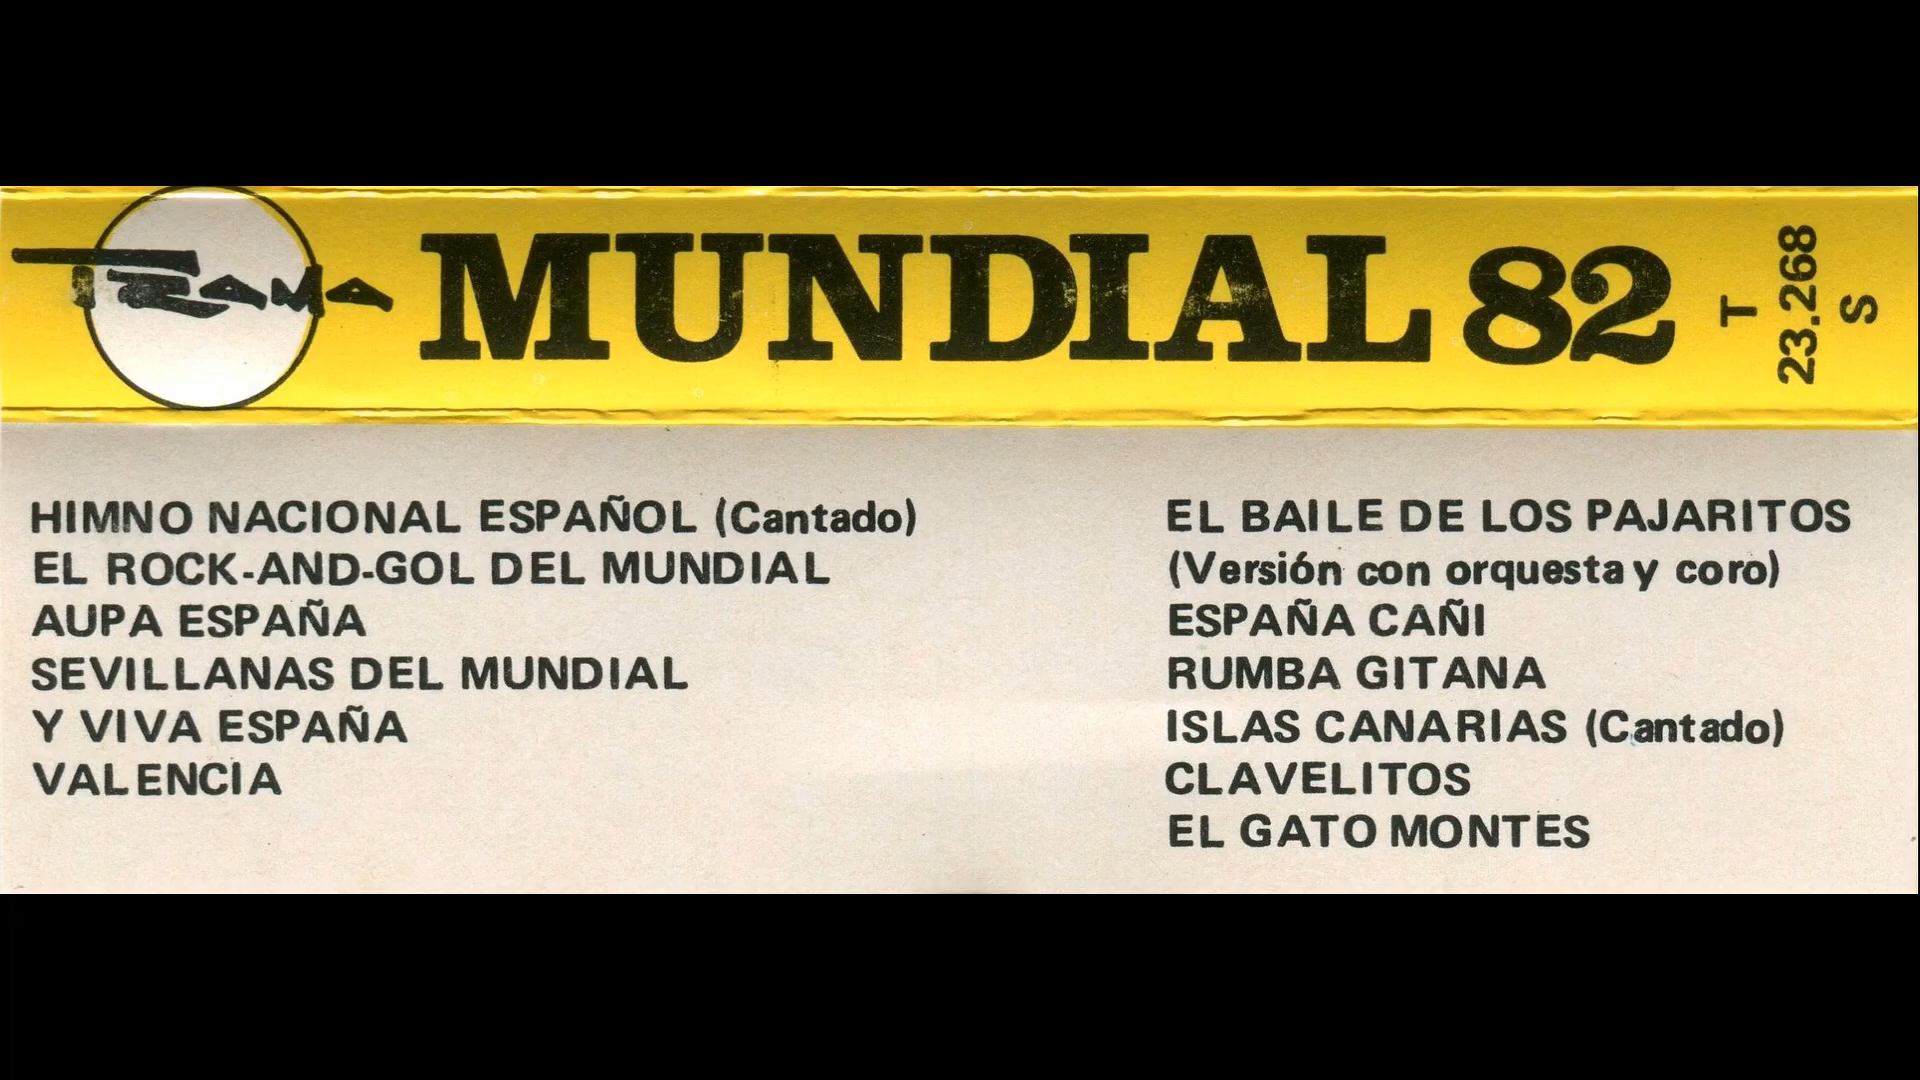 TRAMA
MUNDIAL 82
T
23.268
S
HIMNO NACIONAL ESPAÑOL (Cantado)
EL ROCK-AND-GOL DEL MUNDIAL
AUPA ESPAÑA
SEVILLANAS DEL MUNDIAL
Y VIVA ESPAÑA
VALENCIA
EL BAILE DE LOS PAJARITOS
(Versión con orquesta y coro)
ESPAÑA CAÑI
RUMBA GITANA
ISLAS CANARIAS (Cantado)
CLAVELITOS
EL GATO MONTES